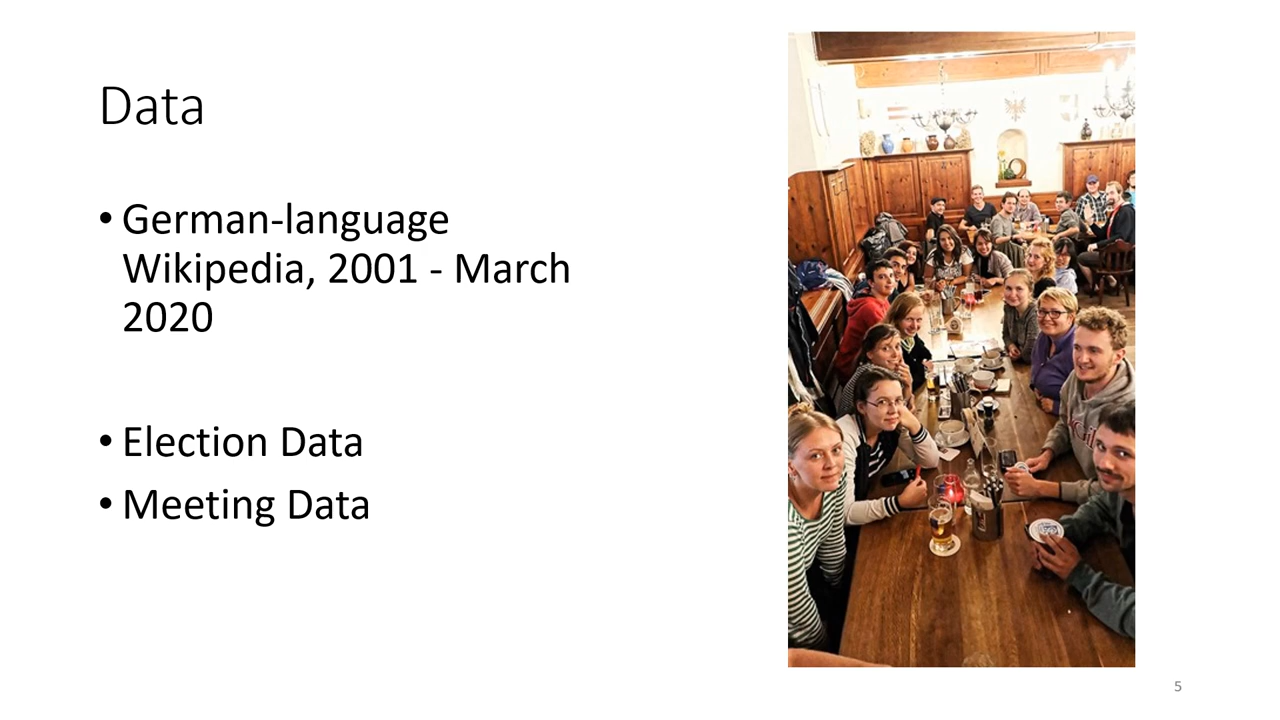 Data
• German-language
Wikipedia, 2001 - March
2020
• Election Data
• Meeting Data
5